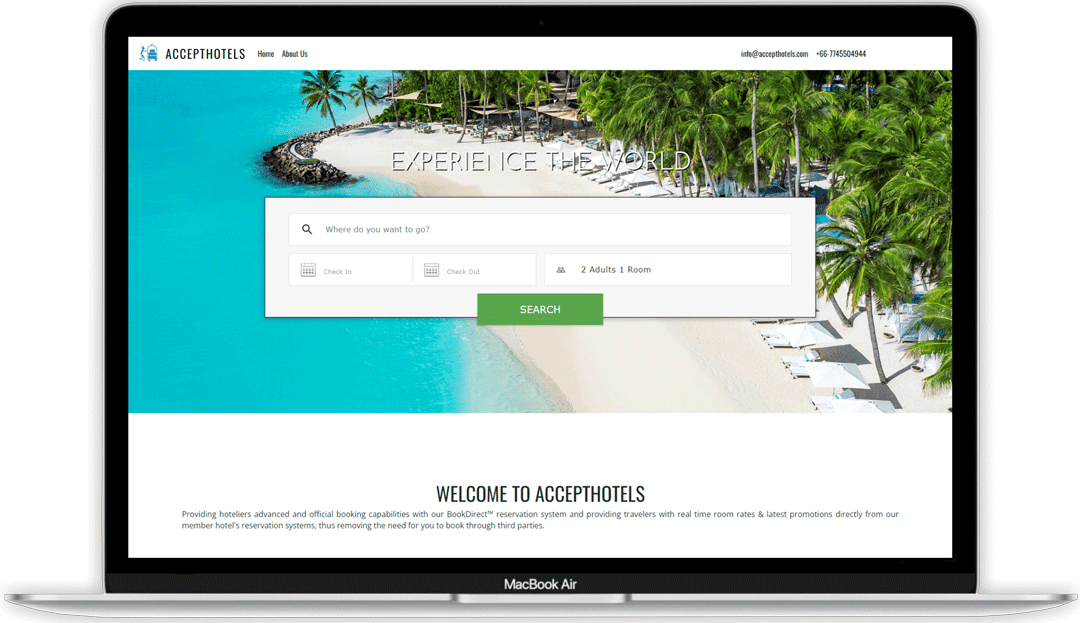 ACCEPTHOTELS Home About Us info@accepthotels.com +66-7745504944
EXPERIENCE THE WORLD
Where do you want to go?
Check In Check Out 2 Adults 1 Room
SEARCH
WELCOME TO ACCEPTHOTELS
Providing hoteliers advanced and official booking capabilities with our BookDirect™ reservation system and providing travelers with real time room rates & latest promotions directly from our
member hotel's reservation systems, thus removing the need for you to book through third parties.
MacBook Air